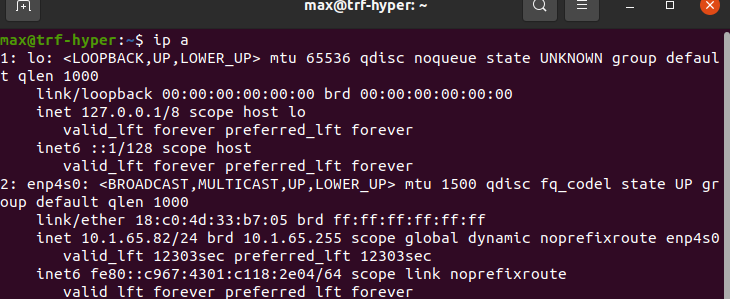 max@trf-hyper: ~
max@trf-hyper:~$ ip a
1: lo: <LOOPBACK,UP,LOWER_UP> mtu 65536 qdisc noqueue state UNKNOWN group defaul
t qlen 1000
    link/loopback 00:00:00:00:00:00 brd 00:00:00:00:00:00
    inet 127.0.0.1/8 scope host lo
       valid_lft forever preferred_lft forever
    inet6 ::1/128 scope host
       valid_lft forever preferred_lft forever
2: enp4s0: <BROADCAST,MULTICAST,UP,LOWER_UP> mtu 1500 qdisc fq_codel state UP gr
oup default qlen 1000
    link/ether 18:c0:4d:33:b7:05 brd ff:ff:ff:ff:ff:ff
    inet 10.1.65.82/24 brd 10.1.65.255 scope global dynamic noprefixroute enp4s0
       valid_lft 12303sec preferred_lft 12303sec
    inet6 fe80::c967:4301:c118:2e04/64 scope link noprefixroute
       valid_lft forever preferred_lft forever